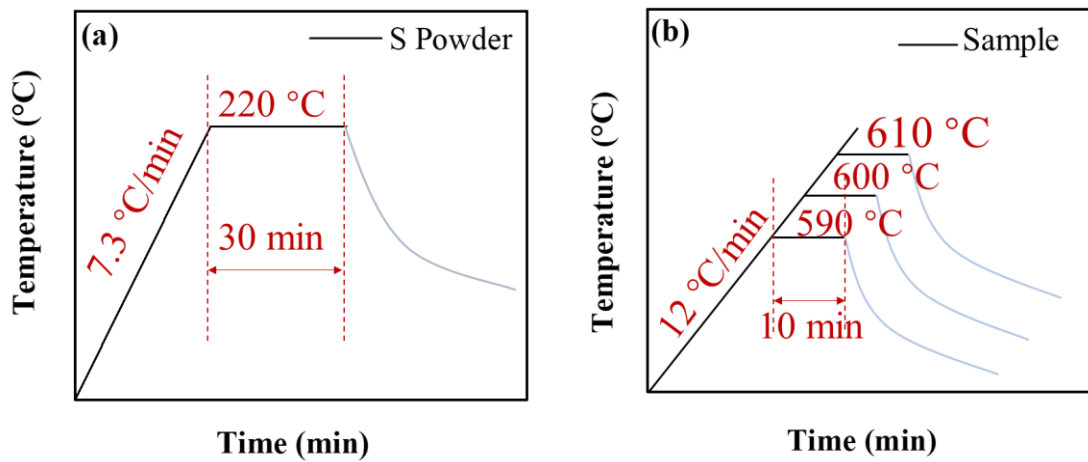 (a)
S Powder
220 °C
7.3 °C/min
30 min
Temperature (°C)
Time (min)
(b)
Sample
610 °C
600 °C
590 °C
12 °C/min
10 min
Temperature (°C)
Time (min)